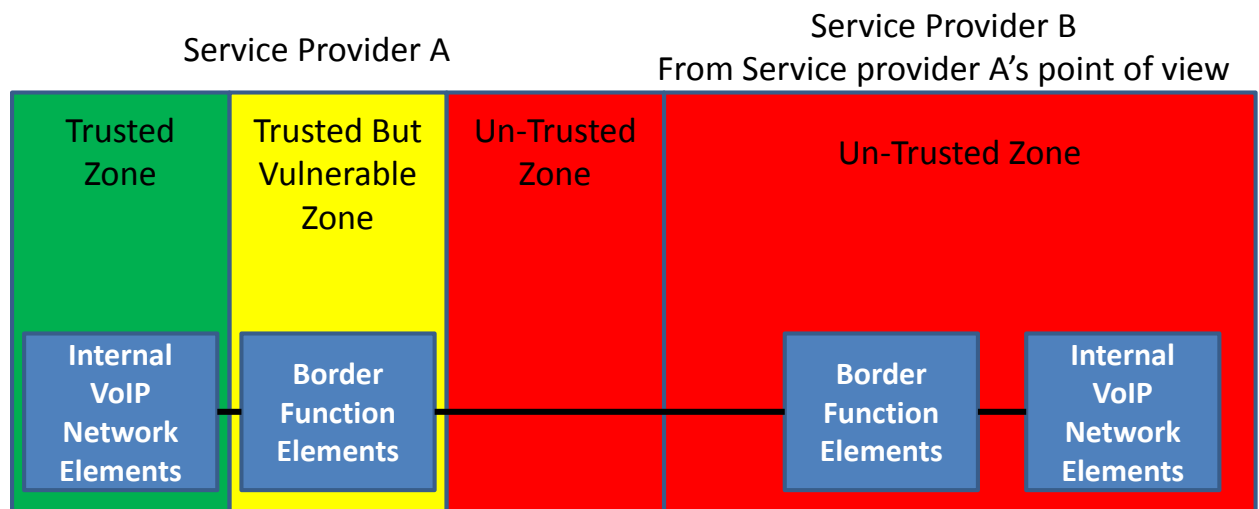 Service Provider A
Service Provider B
From Service provider A’s point of view
Trusted
Zone
Trusted But
Vulnerable
Zone
Un-Trusted
Zone
Un-Trusted Zone
Internal
VoIP
Network
Elements
Border
Function
Elements
Border
Function
Elements
Internal
VoIP
Network
Elements